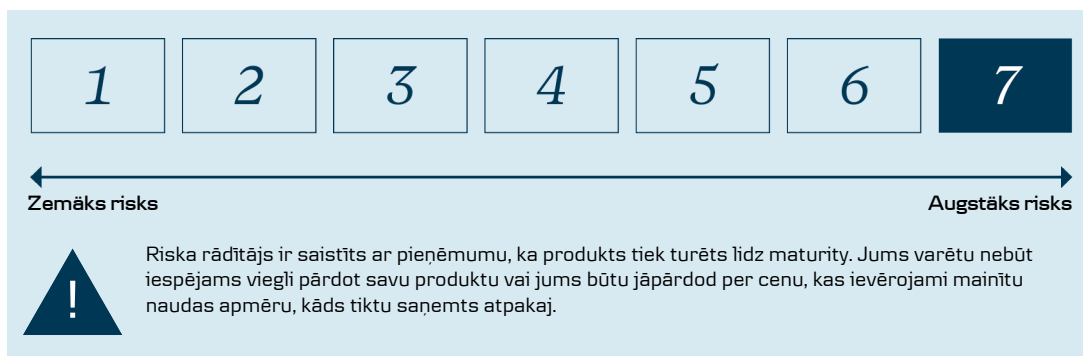 1 2 3 4 5 6 7
Zemāks risks Augstāks risks
Riska rādītājs ir saistīts ar pieņēmumu, ka produkts tiek turēts līdz maturity. Jums varētu nebūt
iespējams viegli pārdot savu produktu vai jums būtu jāpārdod per cenu, kas ievērojami mainītu
naudas apmēru, kāds tiktu saņemts atpakaj.
!